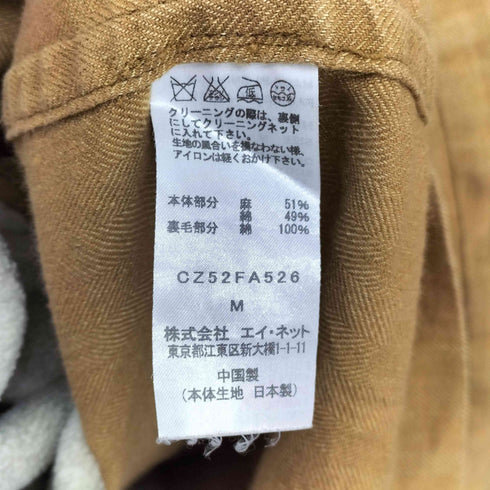 クリーニングの際は、裏側
にしてクリーニングネット
に入れて下さい。
生地の風合いを損なわない様、
アイロンは軽くおかけ下さい。
本体部分 麻 51%
綿 49%
裏毛部分 綿 100%
CZ52FA526
M
株式会社 エイ・ネット
東京都江東区新大橋1-1-11
中国製
(本体生地 日本製)